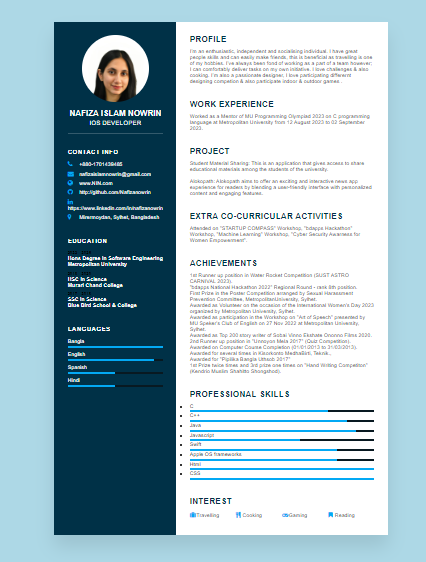 NAFIZA ISLAM NOWRIN
IOS DEVELOPER
CONTACT INFO
+880-1701439485
nafizaislamnowrin@gmail.com
www.NIN.com
http://github.com/Nafizanowrin
https://www.linkedin.com/in/nafizanowrin
Miremoydan, Sylhet, Bangladesh
EDUCATION
Hons Degree in Software Engineering
Metropolitan University
HSC in Science
Murari Chand College
SSC in Science
Blue Bird School & College
LANGUAGES
Bangla
English
Spanish
Hindi
PROFILE
I'm an enthusiastic, independent and socialising individual. I have great
people skills and can easily make friends, this is beneficial as travelling is one
of my hobbies. I've always been fond of working as a part of a team however;
I can comfortably deliver tasks on my own initiative. I love challenges & also
cooking. I'm also a passionate designer, I love participating different
designing competition & also participate indoor & outdoor games.
WORK EXPERIENCE
Worked as a Mentor of MU Programming Olympiad 2023 on C programming
language at Metropolitan University from 12 August 2023 to 02 September
2023.
PROJECT
Student Material Sharing: This is an application that gives access to share
educational materials among the students of the university.
Alokopath: Alokopath aims to offer an exciting and interactive news app
experience for readers by blending a user-friendly interface with personalized
content and engaging features.
EXTRA CO-CURRICULAR ACTIVITIES
Attended on "STARTUP COMPASS" Workshop, "bdapps Hackathon"
Workshop, "Machine Learning" Workshop, "Cyber Security Awareness for
Women Empowerment".
ACHIEVEMENTS
1st Runner up position in Water Rocket Competition (SUST ASTRO
CARNIVAL 2023).
"bdapps National Hackathon 2022" Regional Round - rank 8th position.
First Prize in the Poster Competition arranged by Sexual Harassment
Prevention Committee, Metropolitan University, Sylhet.
Awarded as Volunteer on the occasion of the International Women's Day 2023
organized by Metropolitan University, Sylhet.
Awarded as participation in the Workshop on "Art of Speech" presented by
MU Speaker's Club of English on 27 Nov 2022 at Metropolitan University,
Sylhet.
Awarded as Top 200 story writer of Sobai Vinno Ekshate Ononno Films 2020.
2nd Runner up position in "Unnoyon Mela 2017" (Quiz Competition).
Awarded on Computer Course Completion (01/01/2013 to 31/03/2013).
Awarded for several times in Kisorkonto MedhaBirti, Teknik..
Awarded for "Pipilika Bangla Uthsob 2017"
1st Prize twice times and 3rd prize one times on "Hand Writing Competiton"
(Kendrio Muslim Shahitto Shongshod).
PROFESSIONAL SKILLS
C
C++
Java
Javascript
Swift
Apple OS frameworks
Html
CSS
INTEREST
Travelling Cooking Gaming Reading